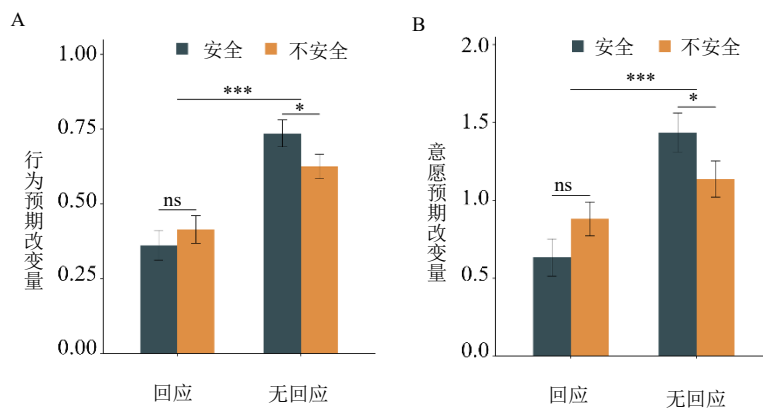 A
安全 不安全
1.00
0.75
0.50
0.25
0.00
行为预期改变量
***
*
ns
回应 无回应
B
安全 不安全
2.0
1.5
1.0
0.5
0.0
意愿预期改变量
***
*
ns
回应 无回应